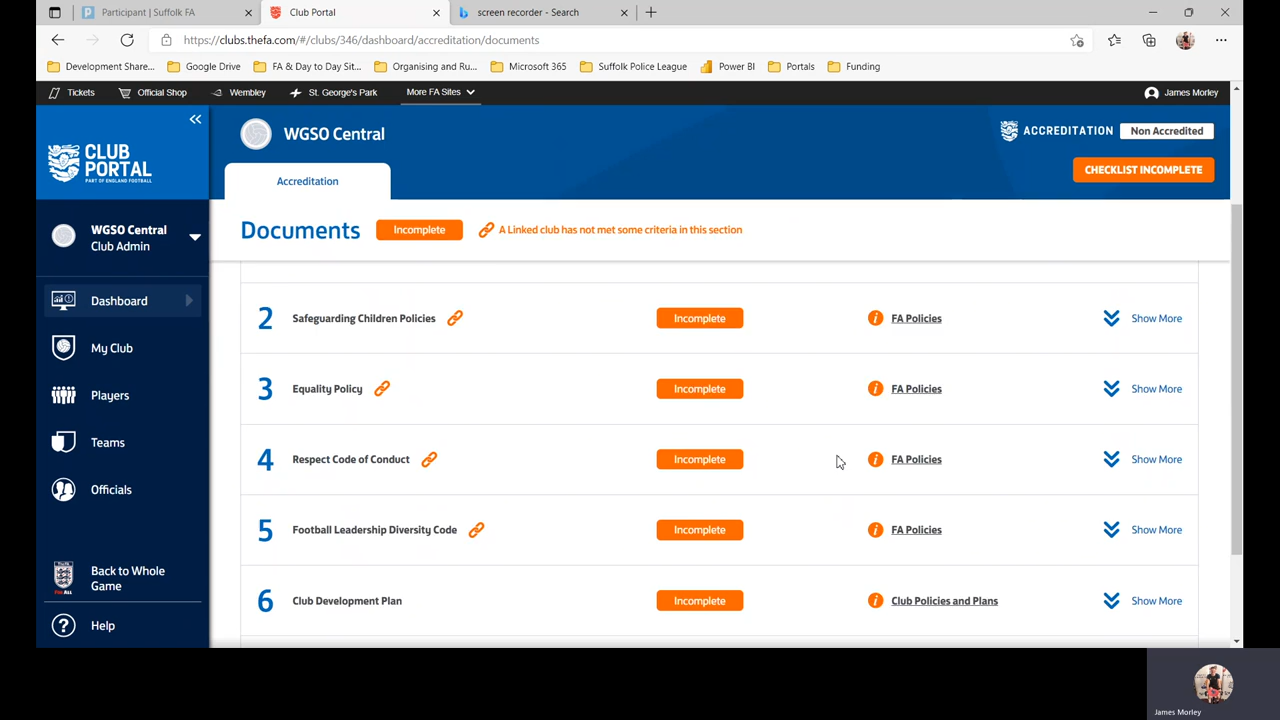 Participant | Suffolk FA
Club Portal
screen recorder - Search
https://clubs.thefa.com/#/clubs/346/dashboard/accreditation/documents
Development Share...
Google Drive
FA & Day to Day Sit...
Organising and Ru...
Microsoft 365
Suffolk Police League
Power BI
Portals
Funding
Tickets
Official Shop
Wembley
St. George's Park
More FA Sites
James Morley
CLUB
PORTAL
PART OF ENGLAND FOOTBALL
WGSO Central
ACCREDITATION
Non Accredited
CHECKLIST INCOMPLETE
Accreditation
WGSO Central
Club Admin
Documents
Incomplete
A Linked club has not met some criteria in this section
Dashboard
My Club
Players
Teams
Officials
Back to Whole
Game
Help
2 Safeguarding Children Policies Incomplete FA Policies Show More
3 Equality Policy Incomplete FA Policies Show More
4 Respect Code of Conduct Incomplete FA Policies Show More
5 Football Leadership Diversity Code Incomplete FA Policies Show More
6 Club Development Plan Incomplete Club Policies and Plans Show More
James Morley